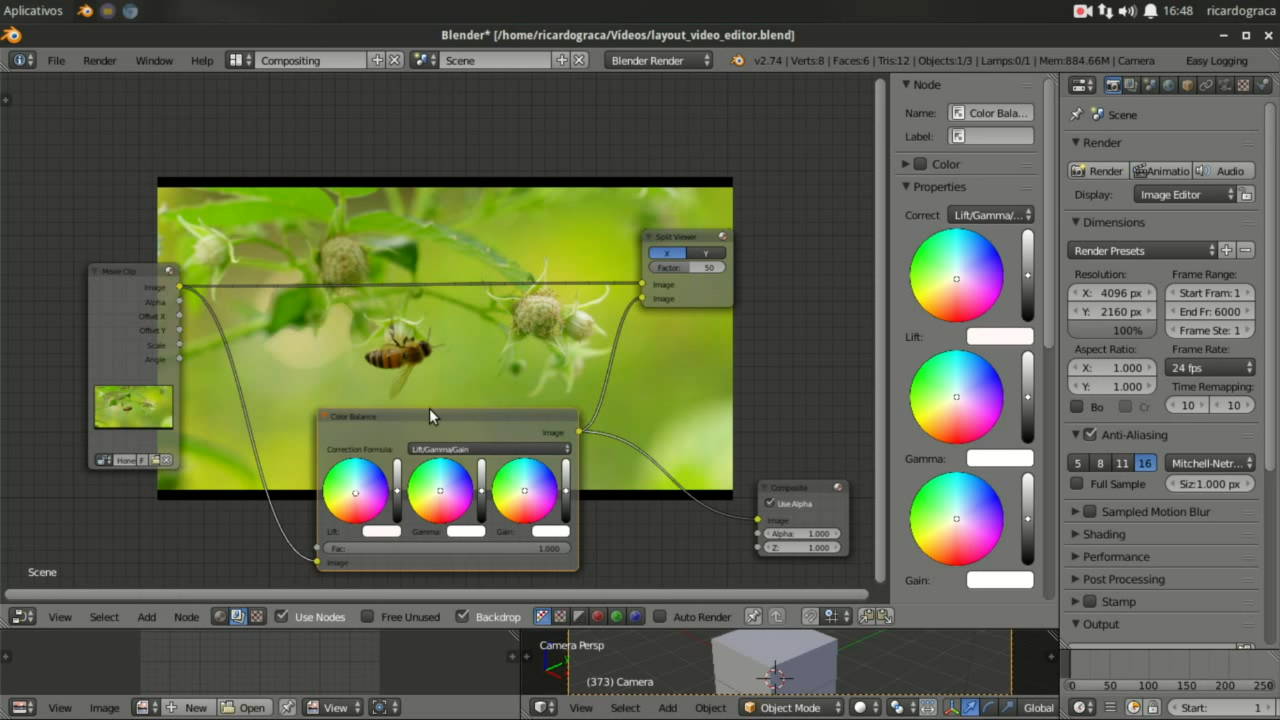 Aplicativos 16:48 ricardograca
Blender* [/home/ricardograca/Vídeos/layout_video_editor.blend]
File Render Window Help Compositing Scene Blender Render v2.74 | Verts:8 | Faces:6 | Tris:12 | Objects:1/3 | Lamps:0/1 | Mem:884.66M | Camera Easy Logging
Movie Clip
Image
Alpha
Offset X
Offset Y
Scale
Angle
Hone F
Split Viewer
X Y
Factor: 50
Image
Image
Color Balance
Image
Correction Formula: Lift/Gamma/Gain
Lift: Gamma: Gain:
Fac: 1.000
Image
Composite
Use Alpha
Image
Alpha: 1.000
Z: 1.000
Scene
View Select Add Node Use Nodes Free Unused Backdrop Auto Render
Node
Name: Color Bala...
Label:
Color
Properties
Correct Lift/Gamma/...
Lift:
Gamma:
Gain:
Scene
Render
Render Animatio Audio
Display: Image Editor
Dimensions
Render Presets
Resolution: Frame Range:
X: 4096 px Start Fram: 1
Y: 2160 px End Fr: 6000
100% Frame Ste: 1
Aspect Ratio: Frame Rate:
X: 1.000 24 fps
Y: 1.000 Time Remapping:
Bo Cr 10 10
Anti-Aliasing
5 8 11 16 Mitchell-Netr...
Full Sample Siz:1.000 px
Sampled Motion Blur
Shading
Performance
Post Processing
Stamp
Output
Camera Persp
(373) Camera
0 50 100 150 200 250
View Image New Open View
View Select Add Object Object Mode Global
Start: 1